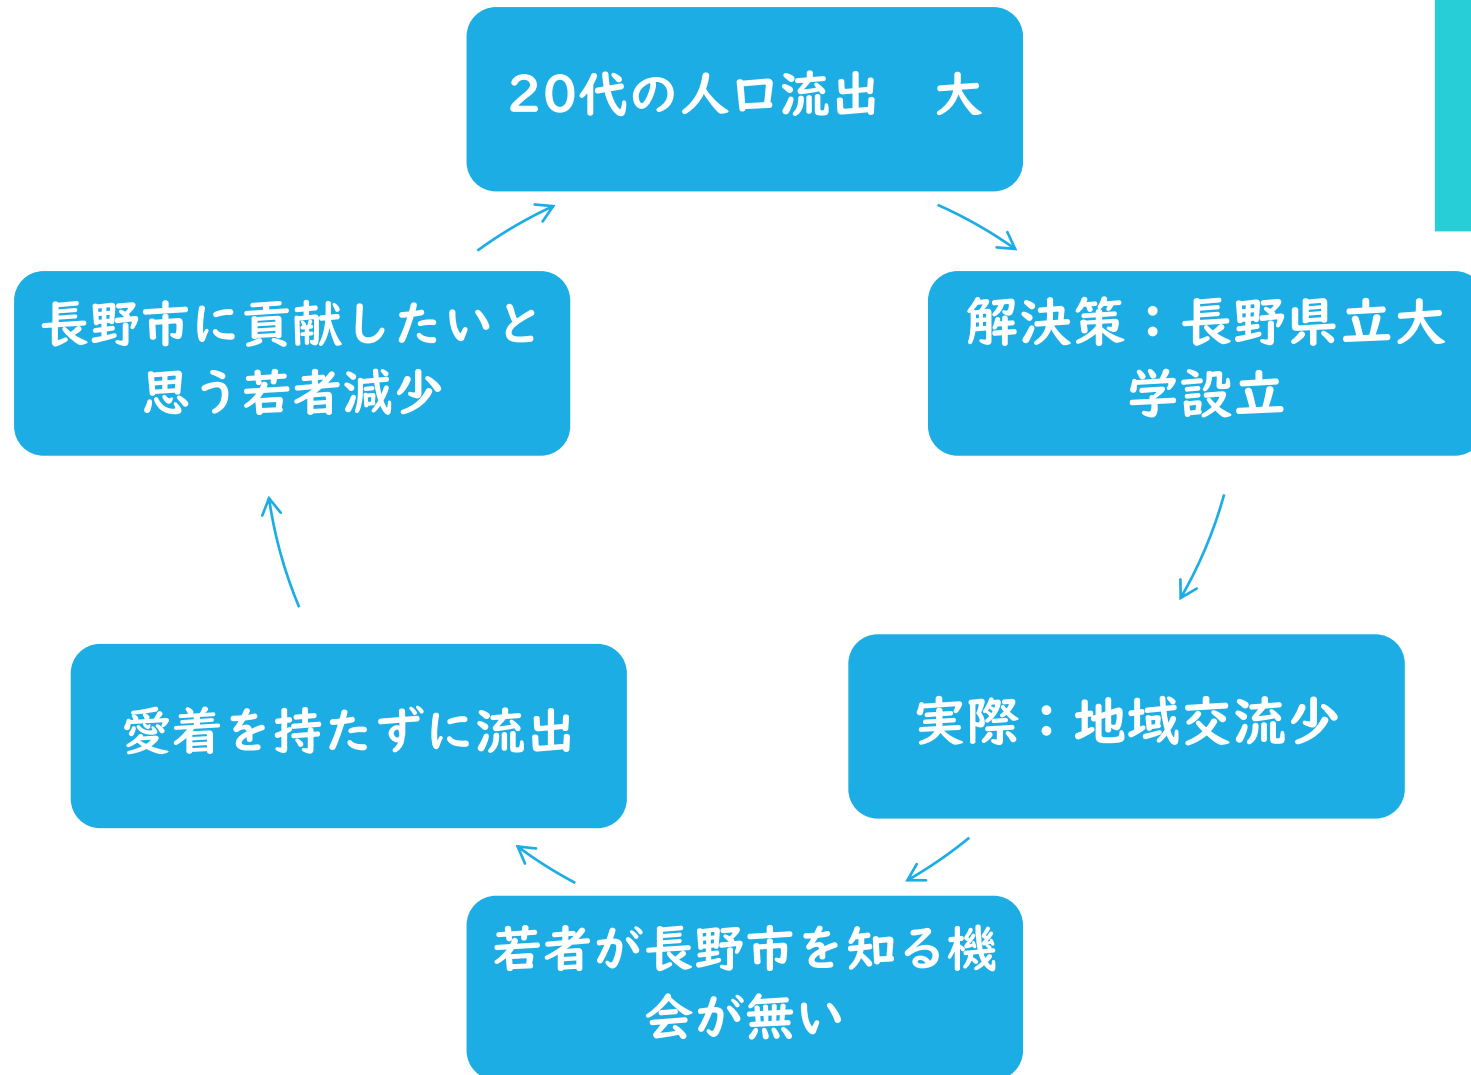 20代の人口流出　大
解決策：長野県立大
学設立
実際：地域交流少
若者が長野市を知る機
会が無い
愛着を持たずに流出
長野市に貢献したいと
思う若者減少